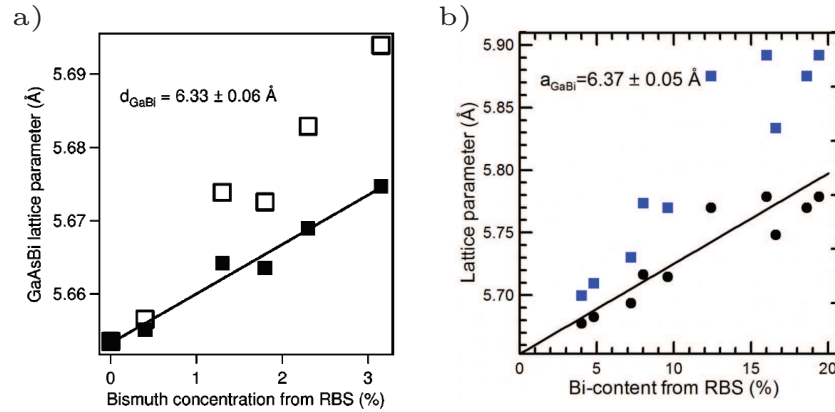 a)
GaAsBi lattice parameter (Å)
5.69
5.68
5.67
5.66
d_GaBi = 6.33 ± 0.06 Å
0 1 2 3
Bismuth concentration from RBS (%)
b)
Lattice parameter (Å)
5.90
5.85
5.80
5.75
5.70
a_GaBi=6.37 ± 0.05 Å
0 5 10 15 20
Bi-content from RBS (%)